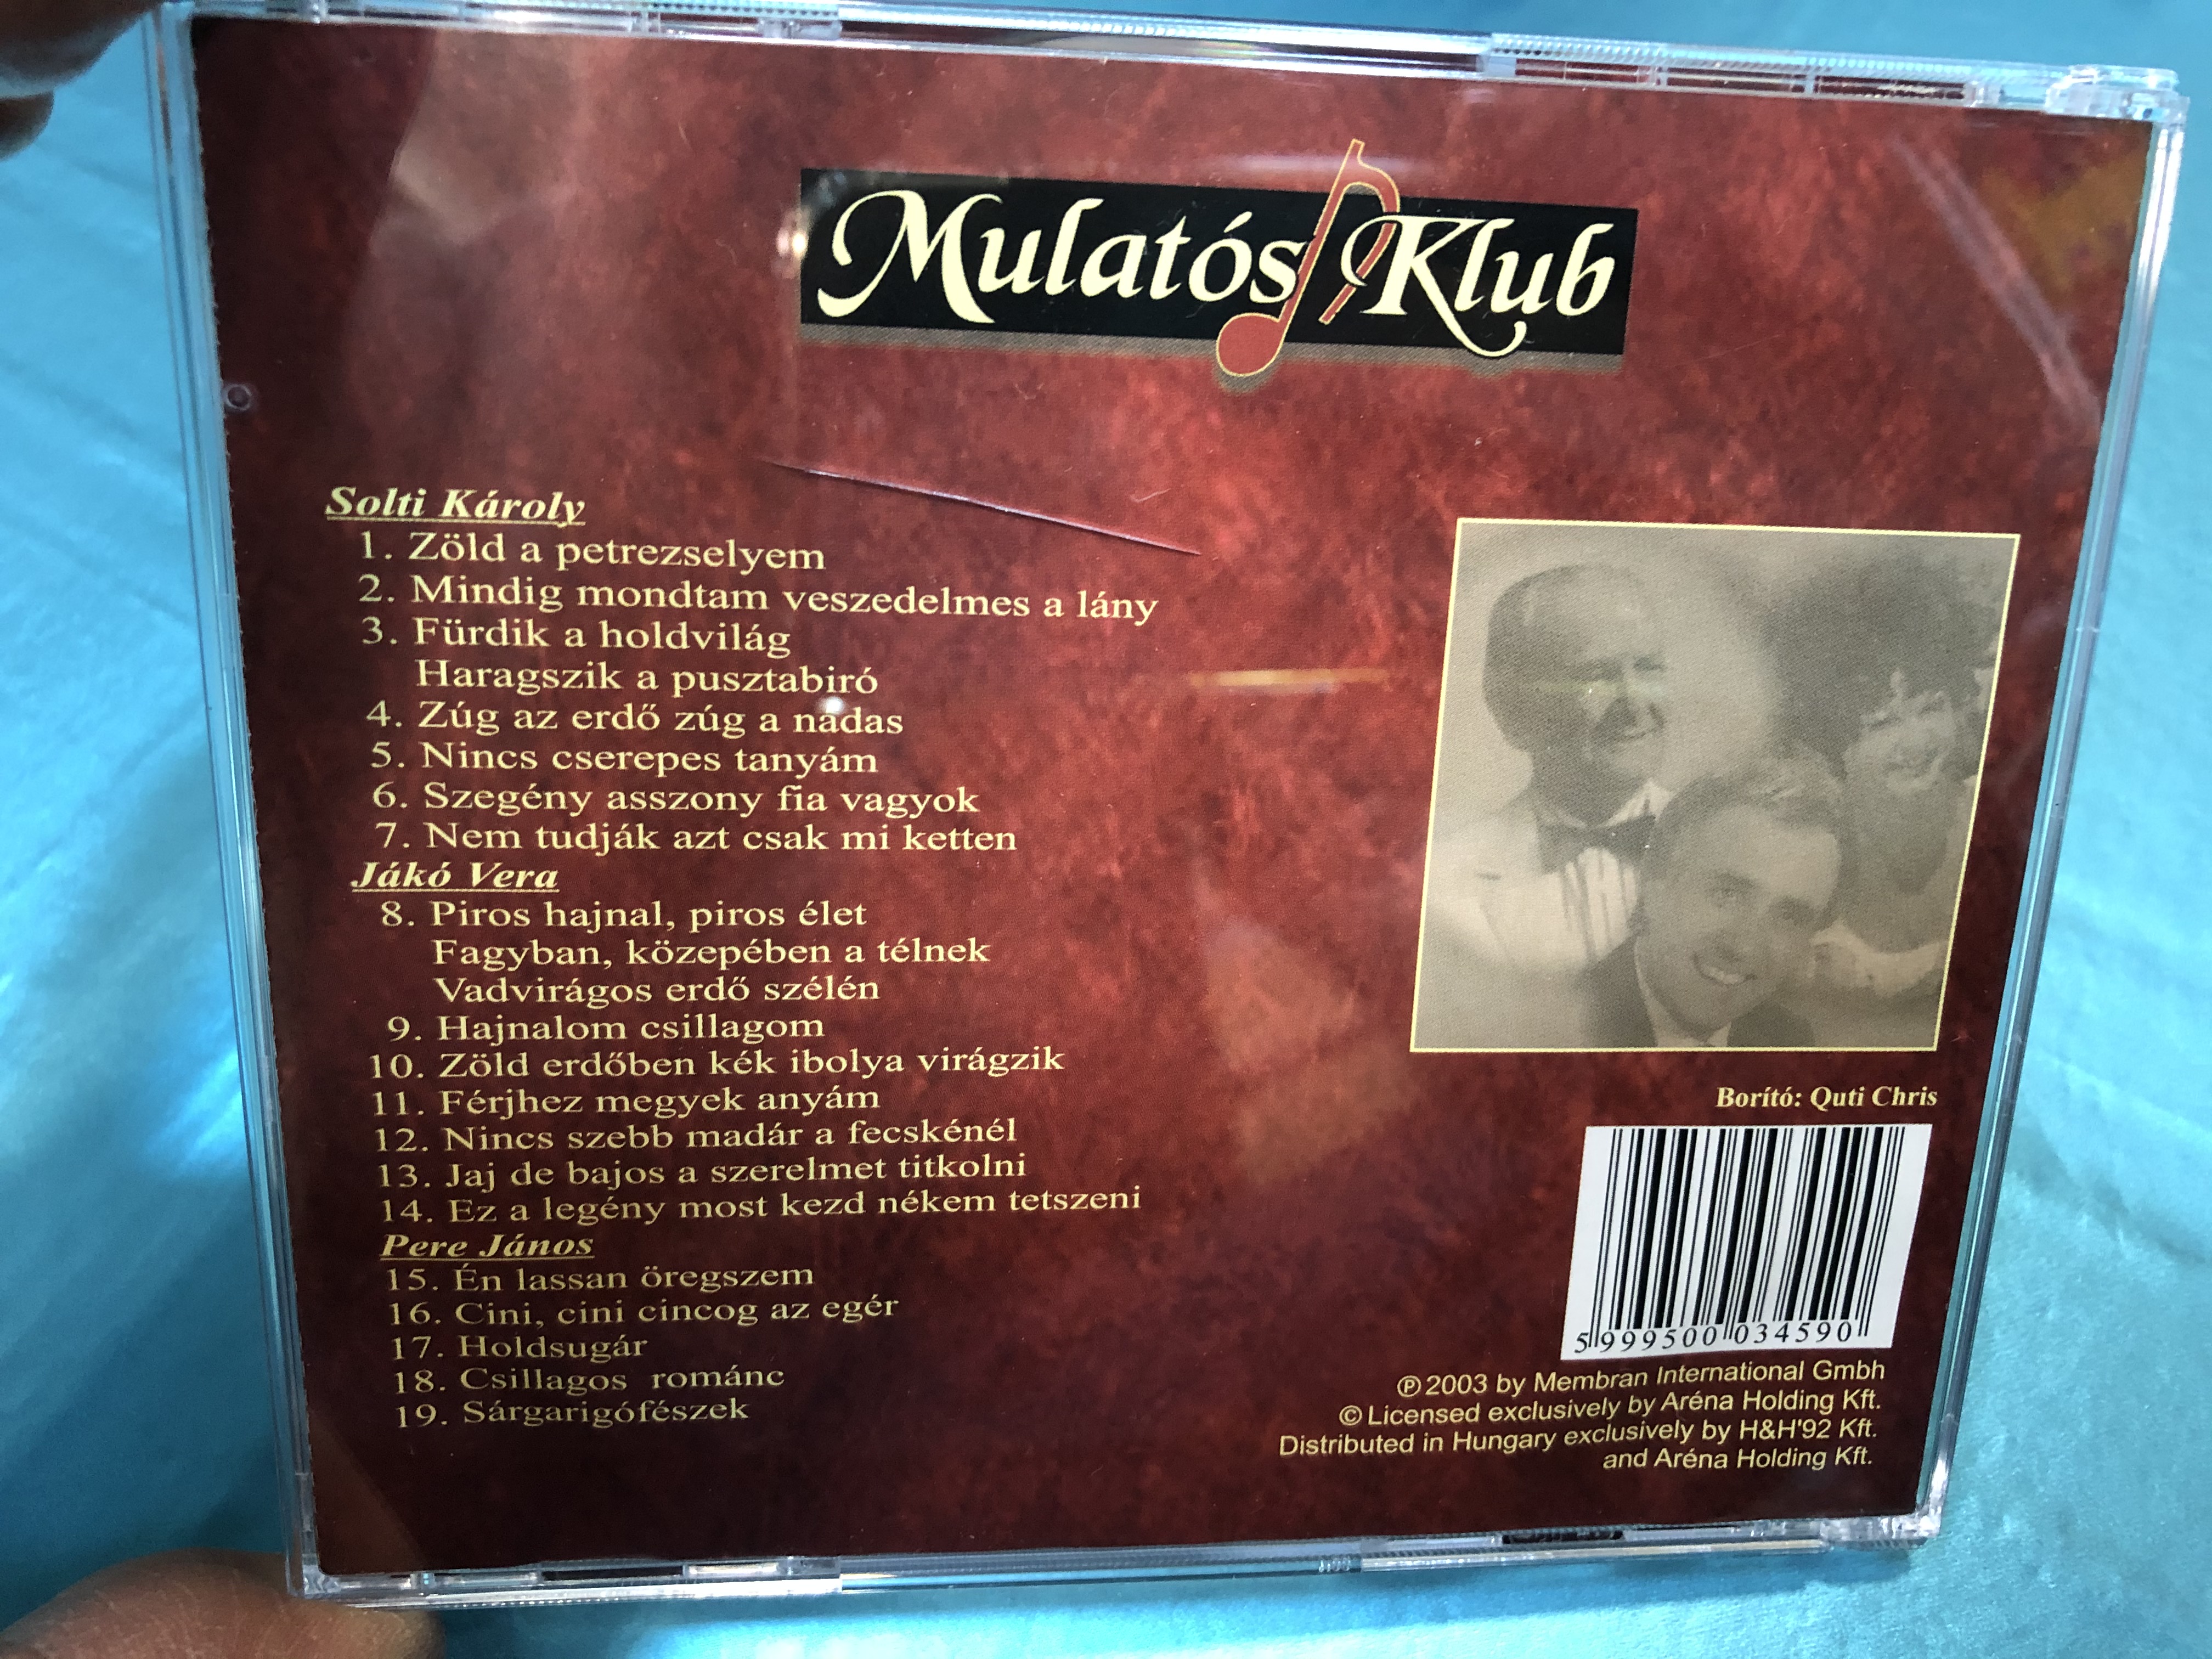 Mulatós Klub
Solti Károly
1. Zöld a petrezselyem
2. Mindig mondtam veszedelmes a lány
3. Fürdik a holdvilág
Haragszik a pusztabiró
4. Zúg az erdő zúg a nádas
5. Nincs cserepes tanyám
6. Szegény asszony fia vagyok
7. Nem tudják azt csak mi ketten
Jákó Vera
8. Piros hajnal, piros élet
Fagyban, közepében a télnek
Vadvirágos erdő szélén
9. Hajnalom csillagom
10. Zöld erdőben kék ibolya virágzik
11. Férjhez megyek anyám
12. Nincs szebb madár a fecskénél
13. Jaj de bajos a szerelmet titkolni
14. Ez a legény most kezd nékem tetszeni
Pere János
15. Én lassan öregszem
16. Cini, cini cincog az egér
17. Holdsugár
18. Csillagos románc
19. Sárgarigófészek
Borító: Quti Chris
5 999500 034590
℗ 2003 by Membran International Gmbh
© Licensed exclusively by Aréna Holding Kft.
Distributed in Hungary exclusively by H&H'92 Kft.
and Aréna Holding Kft.